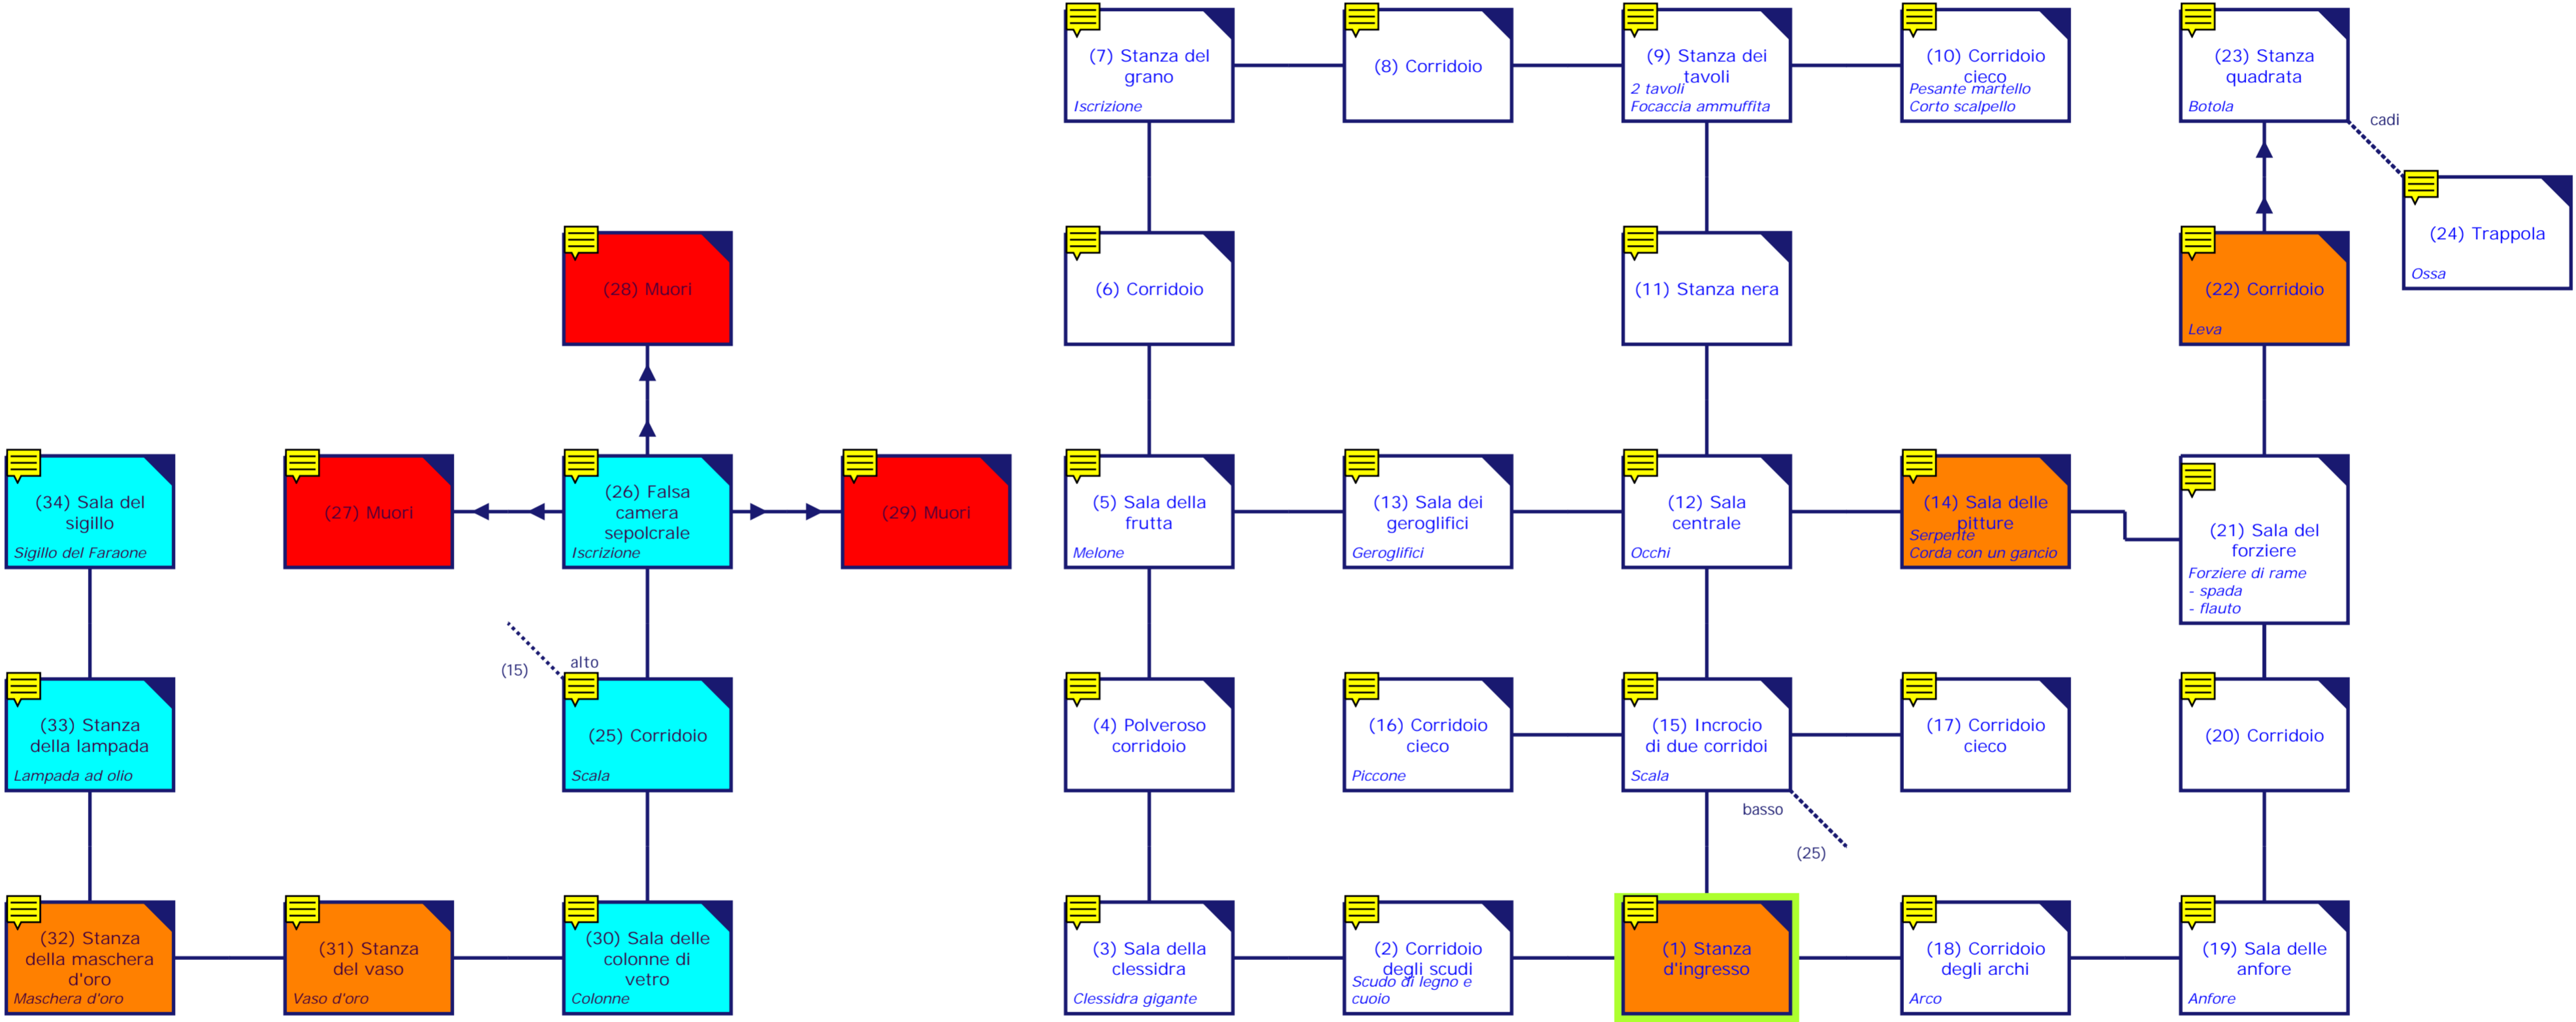 (7) Stanza del
grano
Iscrizione
(8) Corridoio
(9) Stanza dei
tavoli
2 tavoli
Focaccia ammuffita
(10) Corridoio
cieco
Pesante martello
Corto scalpello
(23) Stanza
quadrata
Botola
cadi
(24) Trappola
Ossa
(28) Muori
(6) Corridoio
(11) Stanza nera
(22) Corridoio
Leva
(34) Sala del
sigillo
Sigillo del Faraone
(27) Muori
(26) Falsa
camera
sepolcrale
Iscrizione
(29) Muori
(5) Sala della
frutta
Melone
(13) Sala dei
geroglifici
Geroglifici
(12) Sala
centrale
Occhi
(14) Sala delle
pitture
Serpente
Corda con un gancio
(21) Sala del
forziere
Forziere di rame
- spada
- flauto
(15)
alto
(33) Stanza
della lampada
Lampada ad olio
(25) Corridoio
Scala
(4) Polveroso
corridoio
(16) Corridoio
cieco
Piccone
(15) Incrocio
di due corridoi
Scala
(17) Corridoio
cieco
(20) Corridoio
basso
(25)
(32) Stanza
della maschera
d'oro
Maschera d'oro
(31) Stanza
del vaso
Vaso d'oro
(30) Sala delle
colonne di
vetro
Colonne
(3) Sala della
clessidra
Clessidra gigante
(2) Corridoio
degli scudi
Scudo di legno e
cuoio
(1) Stanza
d'ingresso
(18) Corridoio
degli archi
Arco
(19) Sala delle
anfore
Anfore